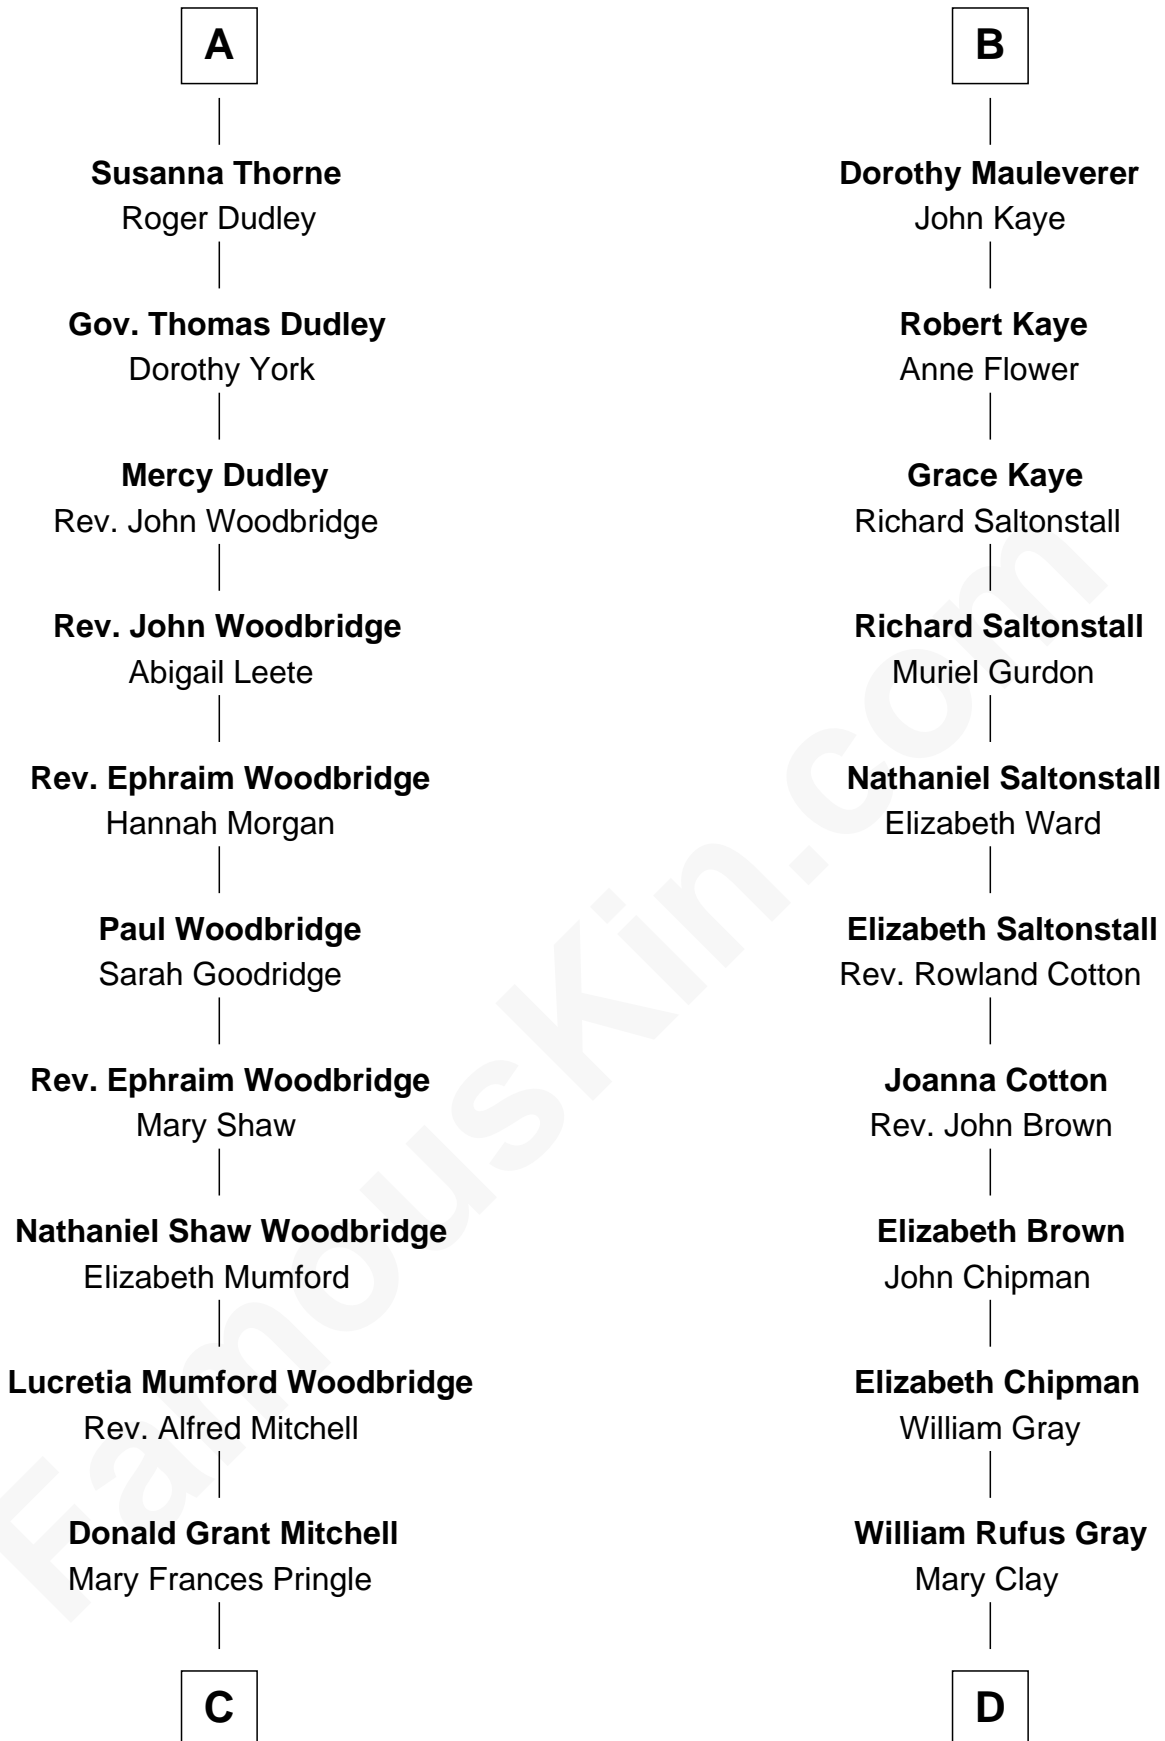 A
Susanna Thorne
Roger Dudley
Gov. Thomas Dudley
Dorothy York
Mercy Dudley
Rev. John Woodbridge
Rev. John Woodbridge
Abigail Leete
Rev. Ephraim Woodbridge
Hannah Morgan
Paul Woodbridge
Sarah Goodridge
Rev. Ephraim Woodbridge
Mary Shaw
Nathaniel Shaw Woodbridge
Elizabeth Mumford
Lucretia Mumford Woodbridge
Rev. Alfred Mitchell
Donald Grant Mitchell
Mary Frances Pringle
C
B
Dorothy Mauleverer
John Kaye
Robert Kaye
Anne Flower
Grace Kaye
Richard Saltonstall
Richard Saltonstall
Muriel Gurdon
Nathaniel Saltonstall
Elizabeth Ward
Elizabeth Saltonstall
Rev. Rowland Cotton
Joanna Cotton
Rev. John Brown
Elizabeth Brown
John Chipman
Elizabeth Chipman
William Gray
William Rufus Gray
Mary Clay
D
FamousKin.com